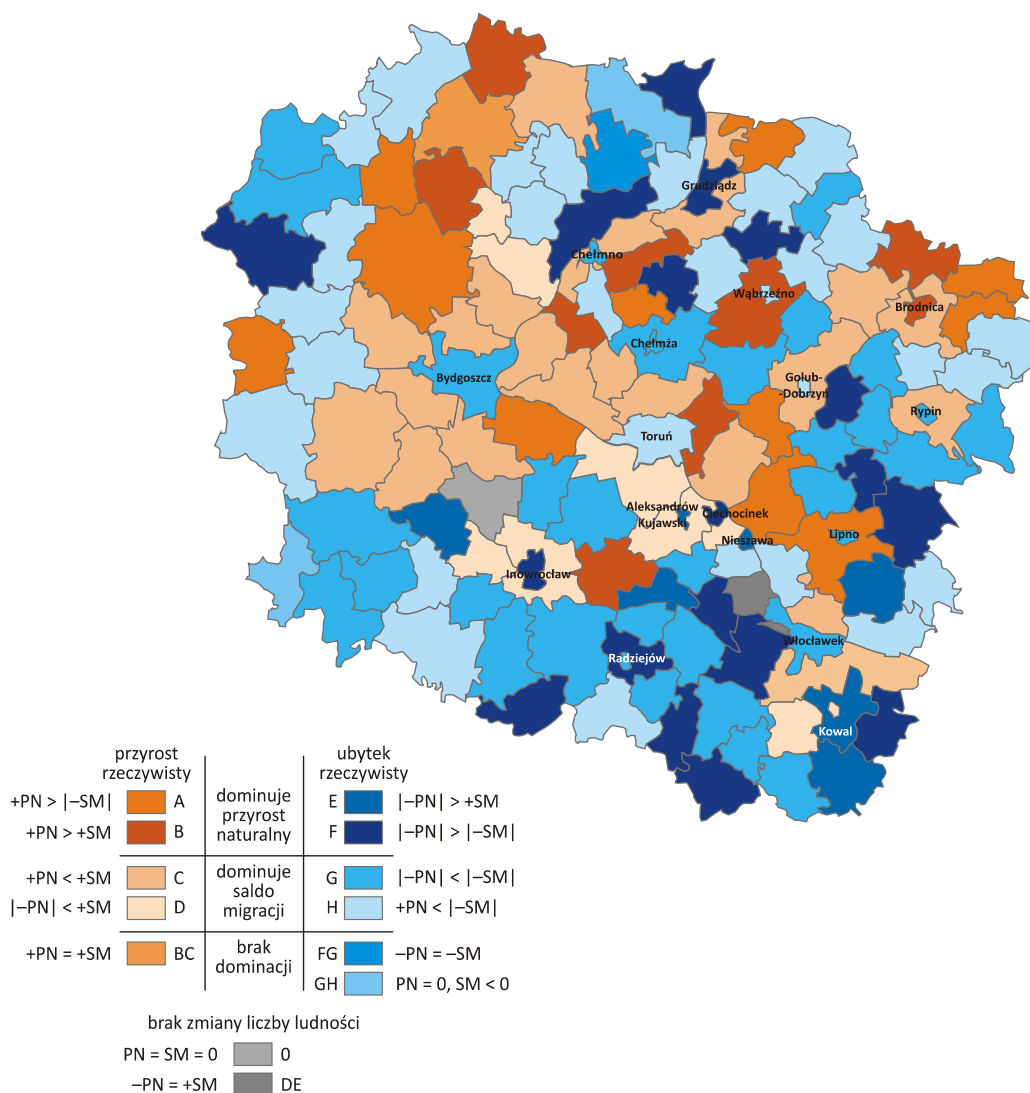 Grudziądz
Chełmno
Wąbrzeźno
Brodnica
Chełmża
Bydgoszcz
Golub-
-Dobrzyń
Rypin
Toruń
Aleksandrów
Kujawski
Ciechocinek
Nieszawa
Lipno
Inowrocław
Włocławek
Radziejów
Kowal
przyrost
rzeczywisty
ubytek
rzeczywisty
+PN > |–SM| A
+PN > +SM B
dominuje
przyrost
naturalny
E |–PN| > +SM
F |–PN| > |–SM|
+PN < +SM C
|–PN| < +SM D
dominuje
saldo
migracji
G |–PN| < |–SM|
H +PN < |–SM|
+PN = +SM BC
brak
dominacji
FG –PN = –SM
GH PN = 0, SM < 0
brak zmiany liczby ludności
PN = SM = 0 0
–PN = +SM DE